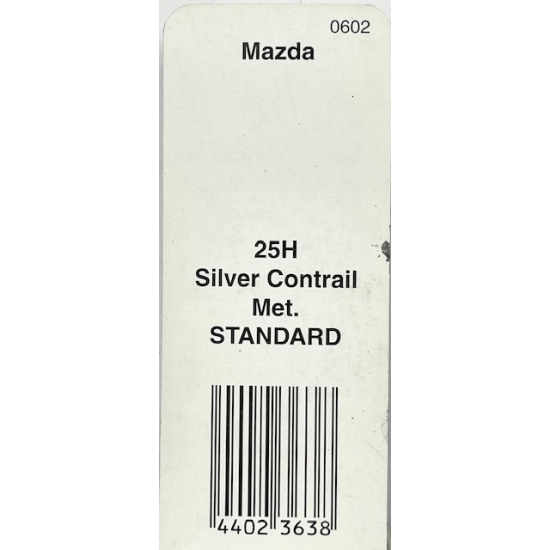 0602
Mazda
25H
Silver Contrail
Met.
STANDARD
4402 3638